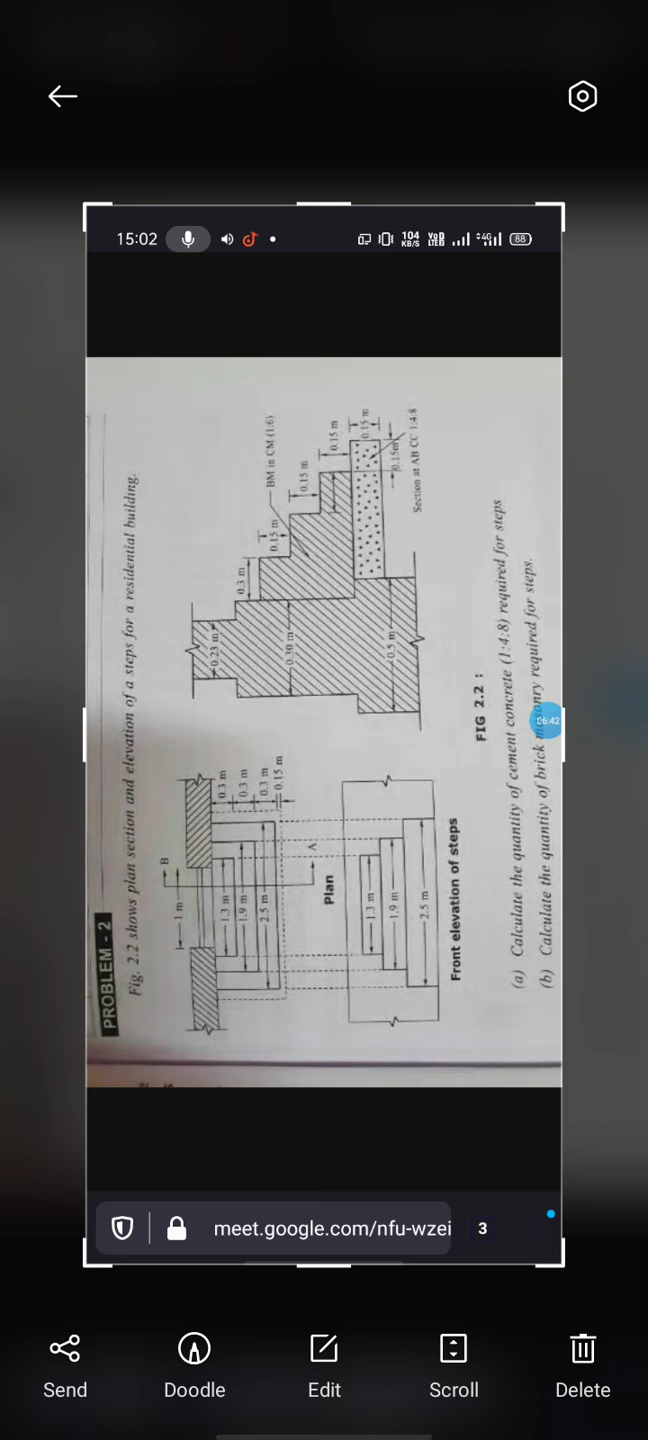 15:02
104
KB/S
VoD
LTED
4G
88
PROBLEM - 2
Fig. 2.2 shows plan section and elevation of a steps for a residential building.
B
1 m
1.3 m
1.9 m
2.5 m
0.3 m
0.3 m
0.3 m
0.15 m
A
Plan
1.3 m
1.9 m
2.5 m
Front elevation of steps
0.23 m
0.3 m
0.30 m
0.15 m
BM in CM (1:6)
0.15 m
0.15 m
0.15 m
0.15m
0.5 m
Section at AB CC 1:4:8
FIG 2.2 :
(a) Calculate the quantity of cement concrete (1:4:8) required for steps
(b) Calculate the quantity of brick masonry required for steps.
06:42
meet.google.com/nfu-wzei
3
Send
Doodle
Edit
Scroll
Delete